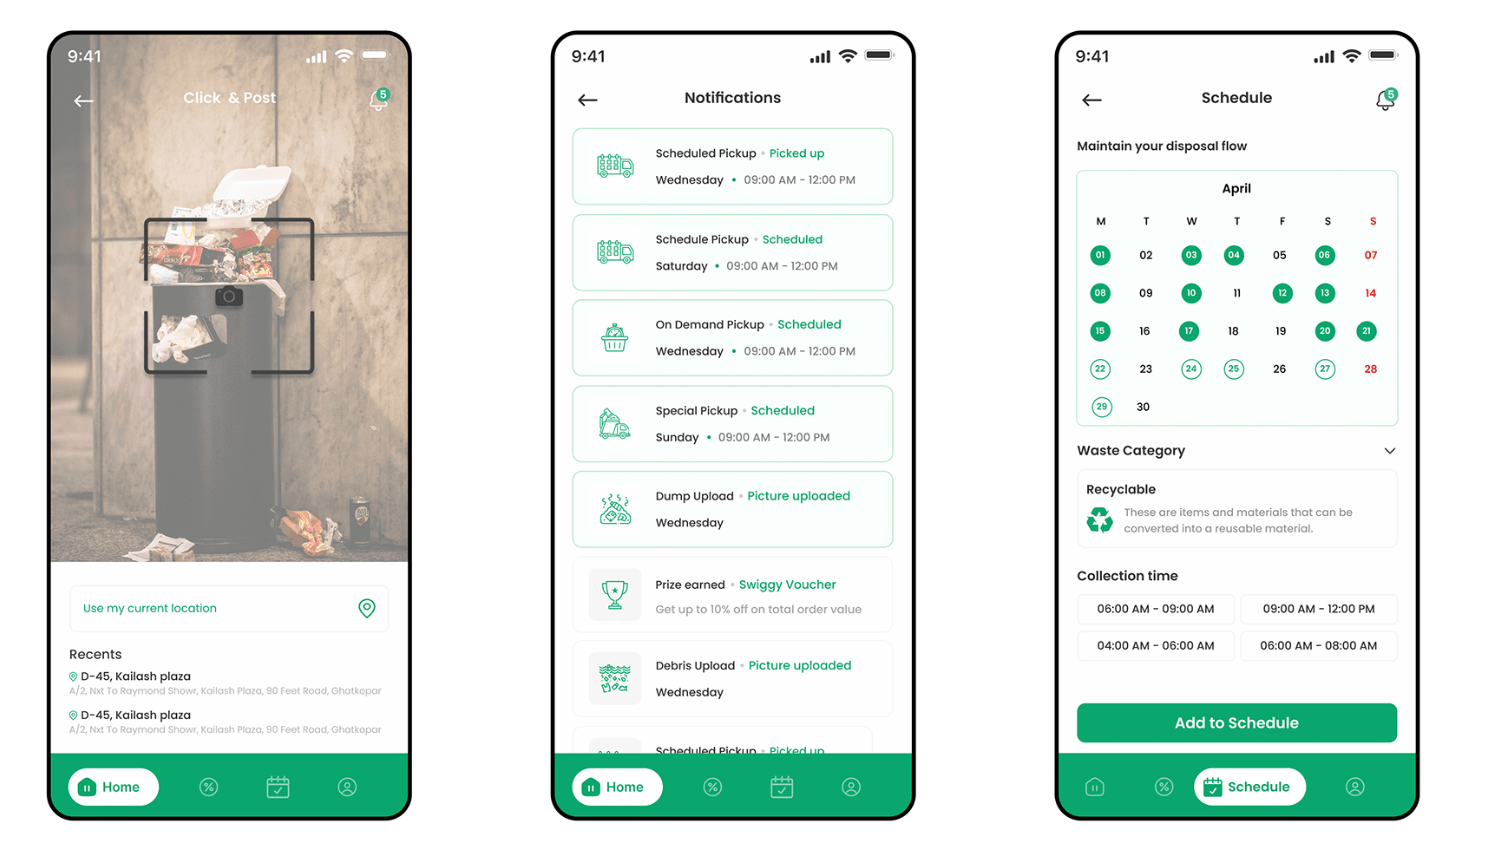 9:41
Click & Post
5
Use my current location
Recents
D-45, Kailash plaza
A/2, Nxt To Raymond Showr, Kailash Plaza, 90 Feet Road, Ghatkopar
D-45, Kailash plaza
A/2, Nxt To Raymond Showr, Kailash Plaza, 90 Feet Road, Ghatkopar
Home
9:41
Notifications
Scheduled Pickup • Picked up
Wednesday • 09:00 AM - 12:00 PM
Schedule Pickup • Scheduled
Saturday • 09:00 AM - 12:00 PM
On Demand Pickup • Scheduled
Wednesday • 09:00 AM - 12:00 PM
Special Pickup • Scheduled
Sunday • 09:00 AM - 12:00 PM
Dump Upload • Picture uploaded
Wednesday
Prize earned • Swiggy Voucher
Get up to 10% off on total order value
Debris Upload • Picture uploaded
Wednesday
Scheduled Pickup • Picked up
Home
9:41
Schedule
5
Maintain your disposal flow
April
M T W T F S S
01 02 03 04 05 06 07
08 09 10 11 12 13 14
15 16 17 18 19 20 21
22 23 24 25 26 27 28
29 30
Waste Category
Recyclable
These are items and materials that can be
converted into a reusable material.
Collection time
06:00 AM - 09:00 AM 09:00 AM - 12:00 PM
04:00 AM - 06:00 AM 06:00 AM - 08:00 AM
Add to Schedule
Schedule